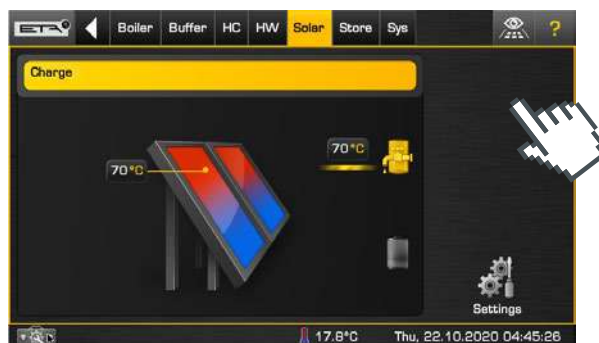 ETA
Boiler Buffer HC HW Solar Store Sys ?
Charge
70°C
70°C
Settings
17.8°C Thu, 22.10.2020 04:45:26